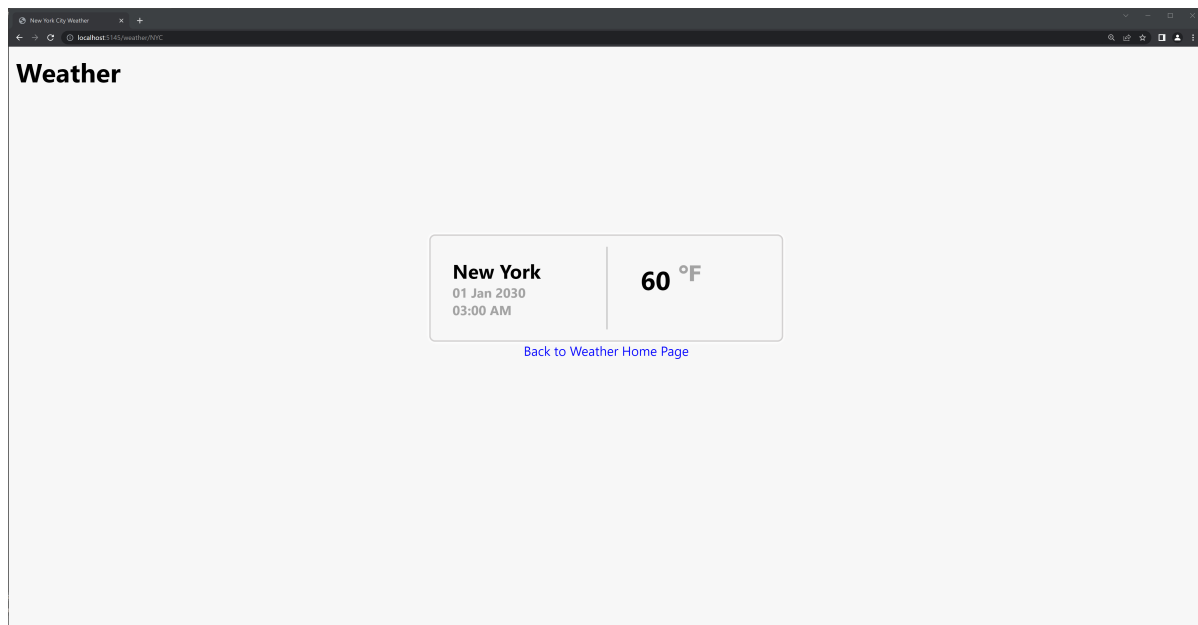 New York City Weather
localhost:5145/weather/NYC
Weather
New York
01 Jan 2030
03:00 AM
60 °F
Back to Weather Home Page